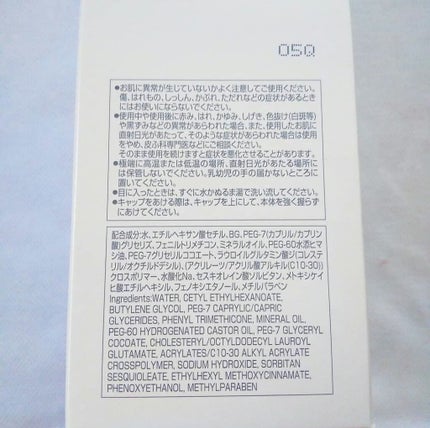 05Q
●お肌に異常が生じていないかよく注意してご使用ください。
傷、はれもの、しっしん、かぶれ、ただれなどの症状があるとき
にはお使いにならないでください。
●使用中や使用後に赤み、はれ、かゆみ、しげき、色抜け(白斑等)
や黒ずみなどの異常があらわれた場合、また、使用したお肌に
直射日光があたって、そのような症状があらわれた場合は使用
をやめ、皮ふ科専門医などにご相談ください。
そのまま使用を続けますと症状を悪化させることがあります。
●極端に高温または低温の場所、直射日光があたる場所に
は保管しないでください。乳幼児の手の届かないところに
置いてください。
●目に入ったときは、すぐに水かぬるま湯で洗い流してください。
●キャップをあける際は、キャップを上にして、本体を強く握らず
にあけてください。
配合成分:水、エチルヘキサン酸セチル、BG、PEG-7(カプリル/カプリン
酸)グリセリズ、フェニルトリメチコン、ミネラルオイル、PEG-60水添ヒマ
シ油、PEG-7グリセリルココエート、ラウロイルグルタミン酸ジ(コレステ
リル/オクチルドデシル)、(アクリレーツ/アクリル酸アルキル(C10-30))
クロスポリマー、水酸化Na、セスキオレイン酸ソルビタン、メトキシケイ
ヒ酸エチルヘキシル、フェノキシエタノール、メチルパラベン
Ingredients:WATER, CETYL ETHYLHEXANOATE,
BUTYLENE GLYCOL, PEG-7 CAPRYLIC/CAPRIC
GLYCERIDES, PHENYL TRIMETHICONE, MINERAL OIL,
PEG-60 HYDROGENATED CASTOR OIL, PEG-7 GLYCERYL
COCOATE, CHOLESTERYL/OCTYLDODECYL LAUROYL
GLUTAMATE, ACRYLATES/C10-30 ALKYL ACRYLATE
CROSSPOLYMER, SODIUM HYDROXIDE, SORBITAN
SESQUIOLEATE, ETHYLHEXYL METHOXYCINNAMATE,
PHENOXYETHANOL, METHYLPARABEN